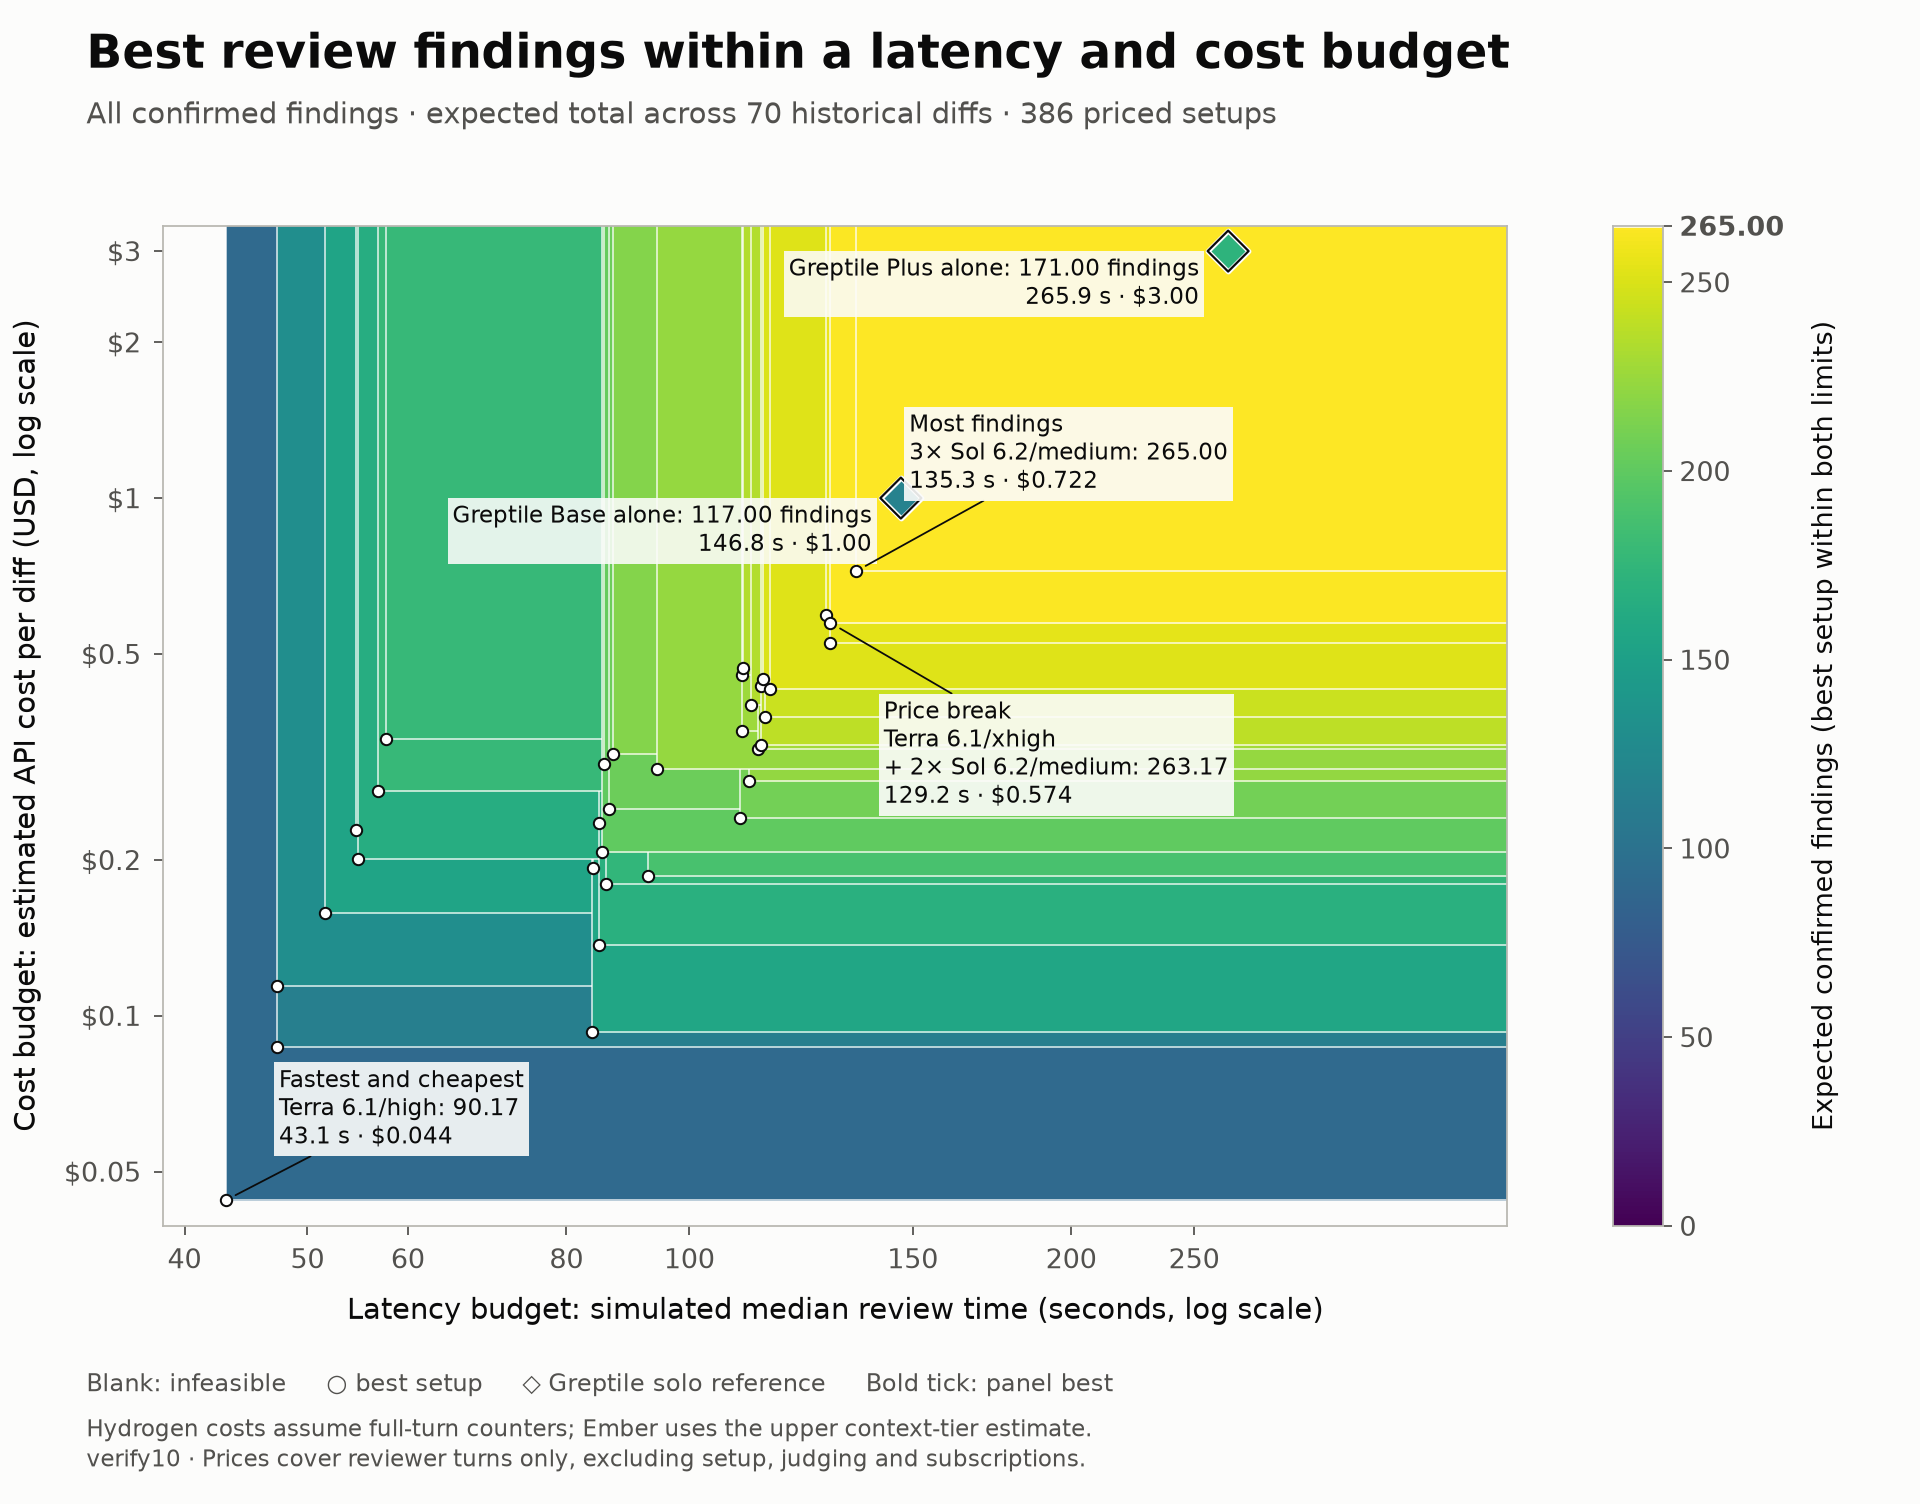 Best review findings within a latency and cost budget
All confirmed findings · expected total across 70 historical diffs · 386 priced setups
Cost budget: estimated API cost per diff (USD, log scale)
$3
$2
$1
$0.5
$0.2
$0.1
$0.05
Greptile Plus alone: 171.00 findings
265.9 s · $3.00
Most findings
3× Sol 6.2/medium: 265.00
135.3 s · $0.722
Greptile Base alone: 117.00 findings
146.8 s · $1.00
Price break
Terra 6.1/xhigh
+ 2× Sol 6.2/medium: 263.17
129.2 s · $0.574
Fastest and cheapest
Terra 6.1/high: 90.17
43.1 s · $0.044
40
50
60
80
100
150
200
250
Latency budget: simulated median review time (seconds, log scale)
265.00
250
200
150
100
50
0
Expected confirmed findings (best setup within both limits)
Blank: infeasible ○ best setup ◇ Greptile solo reference Bold tick: panel best
Hydrogen costs assume full-turn counters; Ember uses the upper context-tier estimate.
verify10 · Prices cover reviewer turns only, excluding setup, judging and subscriptions.